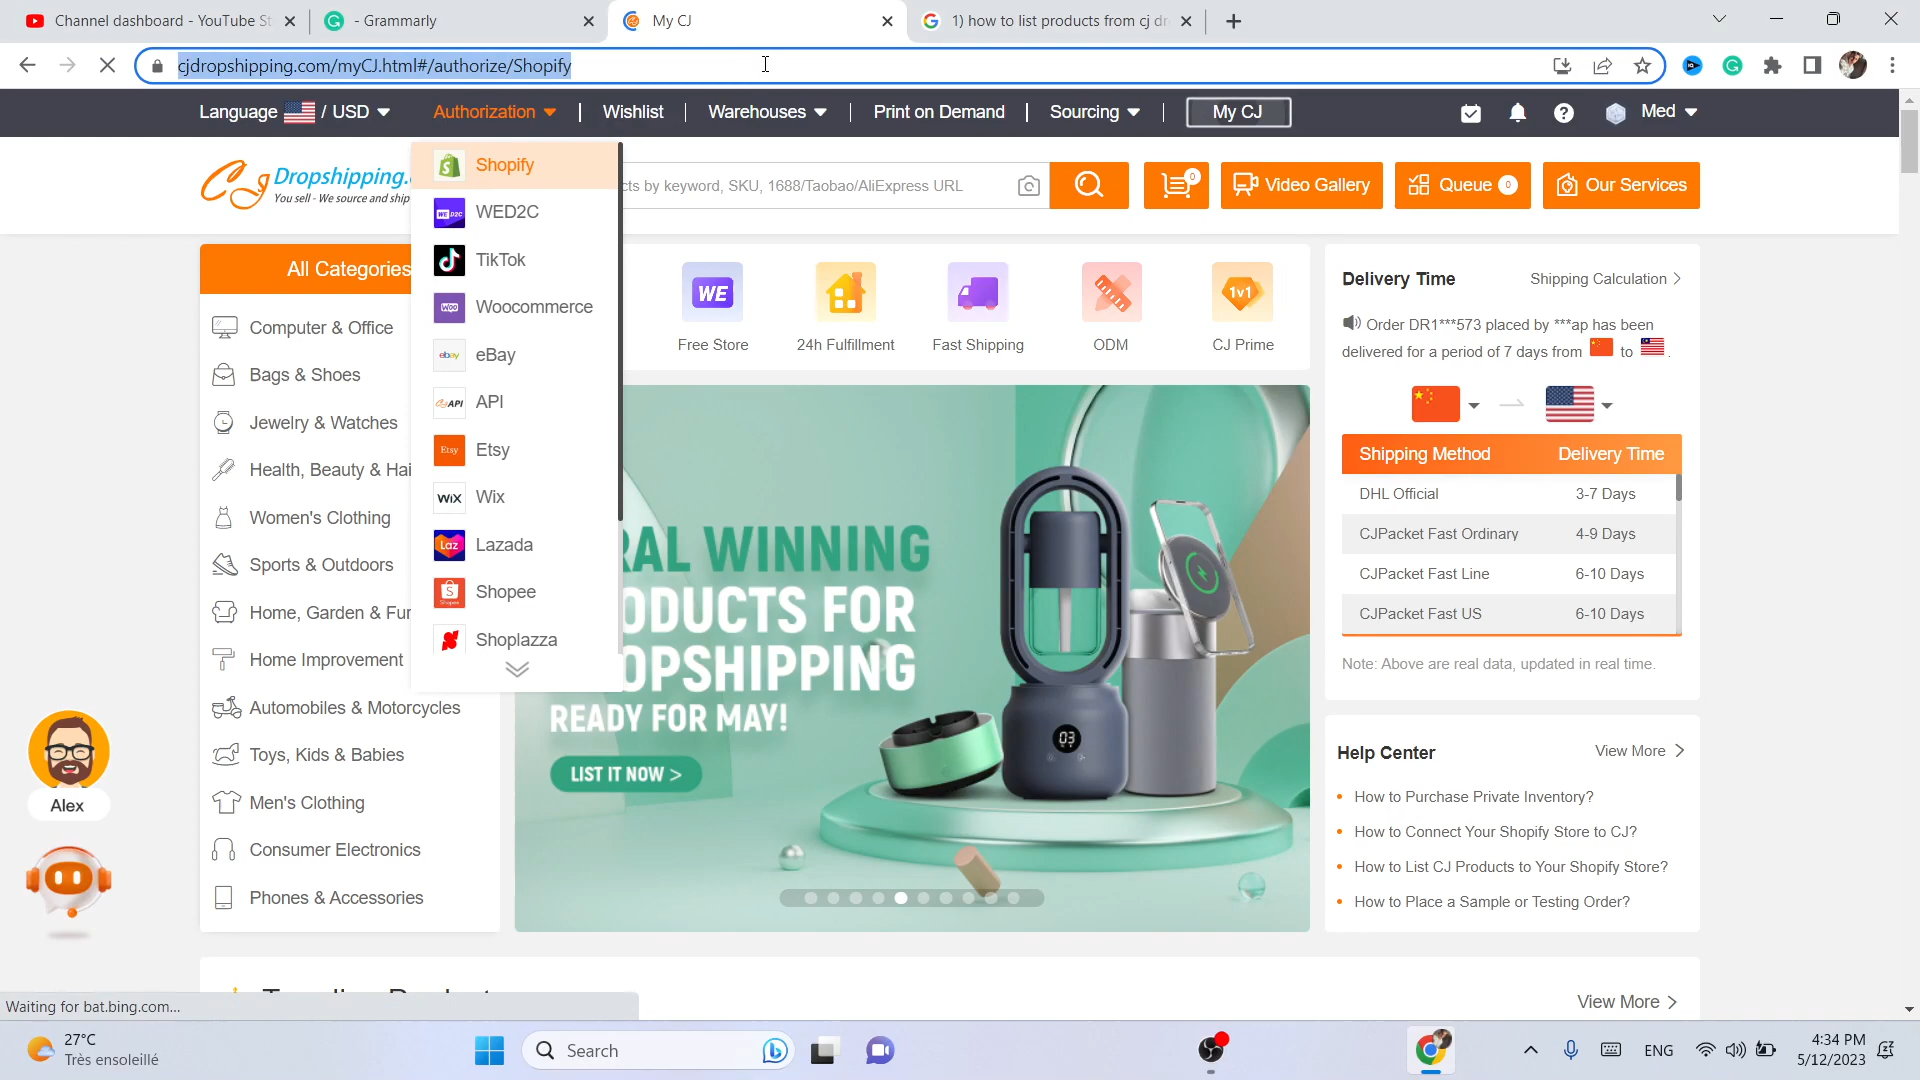 Channel dashboard - YouTube St
- Grammarly
My CJ
1) how to list products from cj dr
cjdropshipping.com/myCJ.html#/authorize/Shopify
Language / USD
Authorization
Wishlist
Warehouses
Print on Demand
Sourcing
My CJ
Med
CJ Dropshipping.
You sell - We source and ship
cts by keyword, SKU, 1688/Taobao/AliExpress URL
0
Video Gallery
Queue 0
Our Services
Shopify
WED2C
TikTok
Woocommerce
eBay
API
Etsy
Wix
Lazada
Shopee
Shoplazza
All Categories
Computer & Office
Bags & Shoes
Jewelry & Watches
Health, Beauty & Hai
Women's Clothing
Sports & Outdoors
Home, Garden & Fur
Home Improvement
Automobiles & Motorcycles
Toys, Kids & Babies
Men's Clothing
Consumer Electronics
Phones & Accessories
WE
1v1
Free Store
24h Fulfillment
Fast Shipping
ODM
CJ Prime
RAL WINNING
ODUCTS FOR
OPSHIPPING
READY FOR MAY!
LIST IT NOW >
03
Delivery Time
Shipping Calculation >
Order DR1***573 placed by ***ap has been
delivered for a period of 7 days from to .
Shipping Method Delivery Time
DHL Official 3-7 Days
CJPacket Fast Ordinary 4-9 Days
CJPacket Fast Line 6-10 Days
CJPacket Fast US 6-10 Days
Note: Above are real data, updated in real time.
Help Center
View More >
How to Purchase Private Inventory?
How to Connect Your Shopify Store to CJ?
How to List CJ Products to Your Shopify Store?
How to Place a Sample or Testing Order?
Alex
View More >
Waiting for bat.bing.com...
27°C
Très ensoleillé
Search
ENG
4:34 PM
5/12/2023